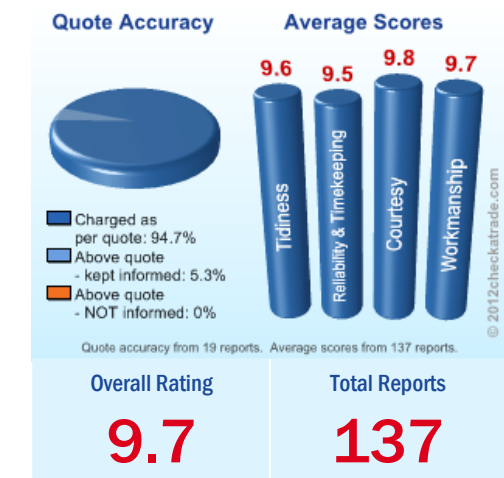 Quote Accuracy
Average Scores
9.6
9.5
9.8
9.7
Tidiness
Reliability & Timekeeping
Courtesy
Workmanship
Charged as
per quote: 94.7%
Above quote
- kept informed: 5.3%
Above quote
- NOT informed: 0%
© 2012checkatrade.com
Quote accuracy from 19 reports. Average scores from 137 reports.
Overall Rating
9.7
Total Reports
137